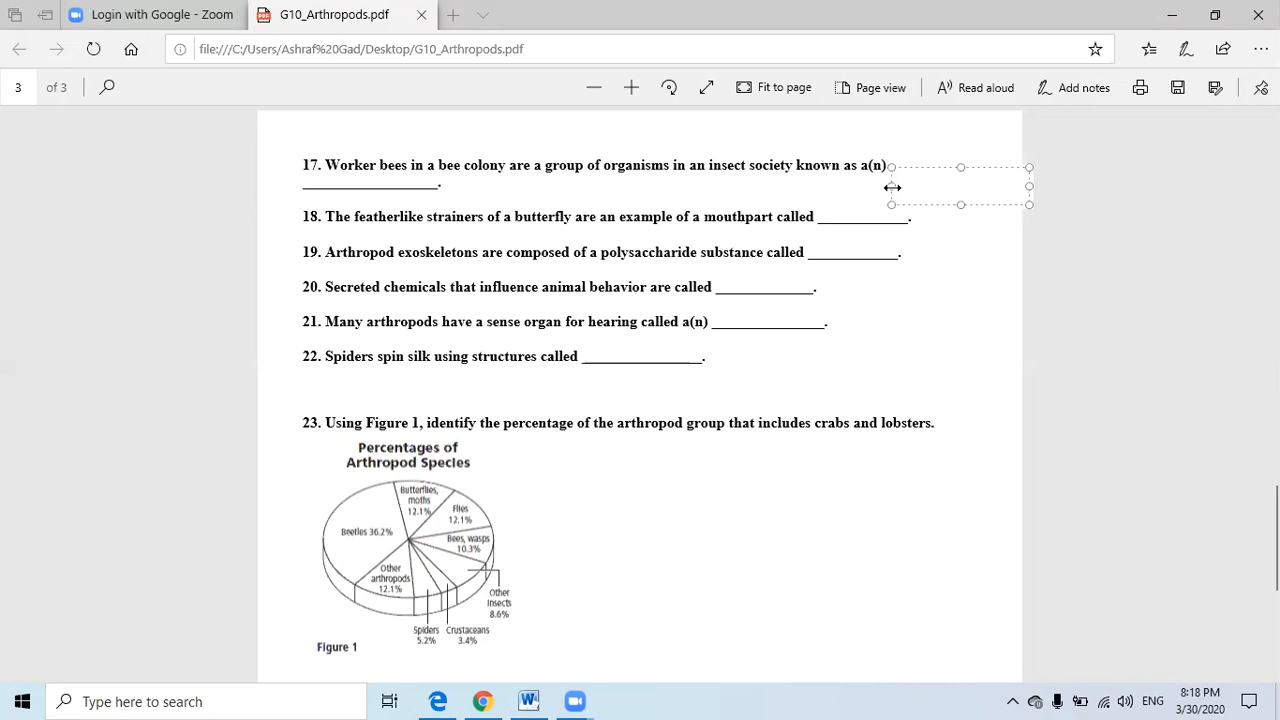 Login with Google - Zoom
G10_Arthropods.pdf
file:///C:/Users/Ashraf%20Gad/Desktop/G10_Arthropods.pdf
3 of 3
Fit to page
Page view
Read aloud
Add notes
17. Worker bees in a bee colony are a group of organisms in an insect society known as a(n)
__________________.
18. The featherlike strainers of a butterfly are an example of a mouthpart called ____________.
19. Arthropod exoskeletons are composed of a polysaccharide substance called ____________.
20. Secreted chemicals that influence animal behavior are called _____________.
21. Many arthropods have a sense organ for hearing called a(n) _______________.
22. Spiders spin silk using structures called ________________.
23. Using Figure 1, identify the percentage of the arthropod group that includes crabs and lobsters.
Percentages of
Arthropod Species
Butterflies,
moths
12.1%
Flies
12.1%
Beetles 36.2%
Bees, wasps
10.3%
Other
arthropods
12.1%
Other
insects
8.6%
Spiders
5.2%
Crustaceans
3.4%
Figure 1
Type here to search
ENG
8:18 PM
3/30/2020